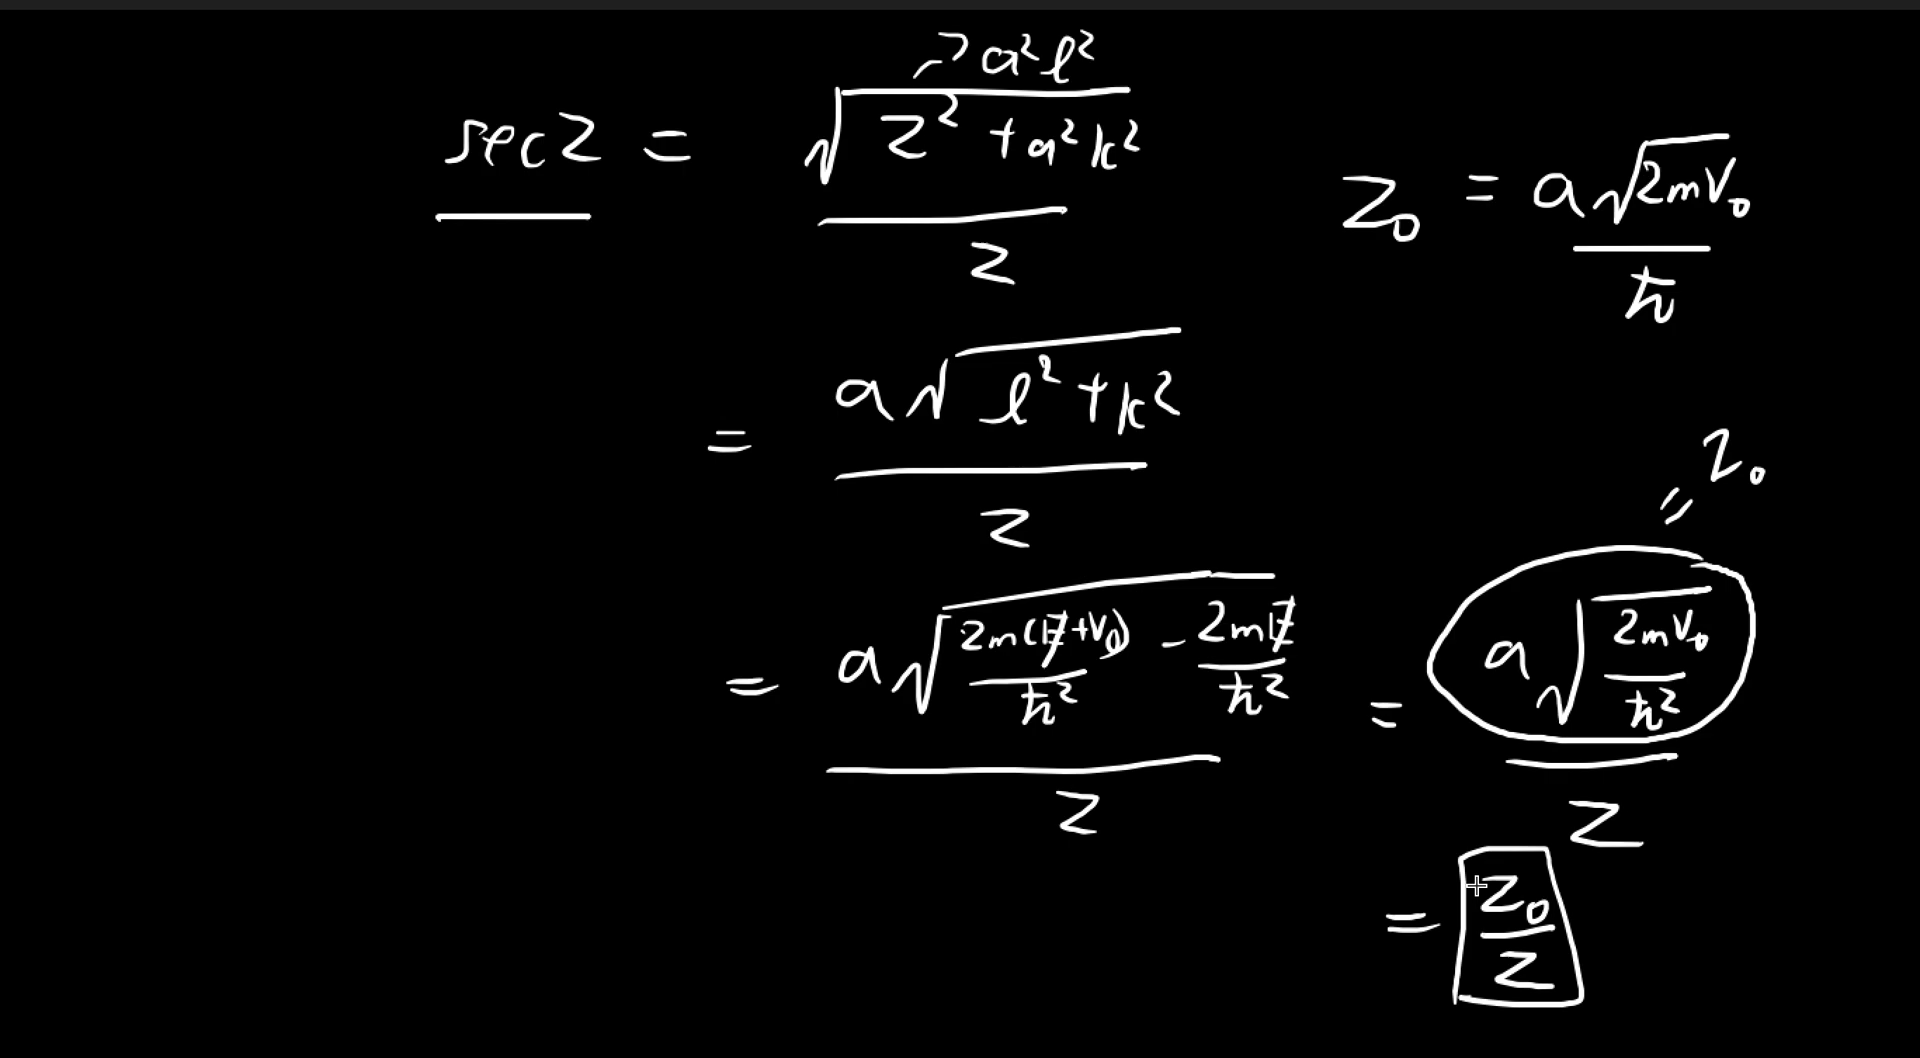 a²l²
sec z = √(z² + a²k²) / z
z₀ = a√(2mV₀) / ħ
= a√(l² + k²) / z
= a√(2m(E+V₀)/ħ² - 2mE/ħ²) / z = a√(2mV₀/ħ²) / z
= z₀
= z₀/z